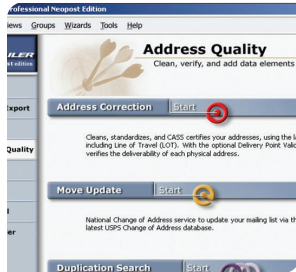 rofessional Neopost Edition
iews Groups Wizards Tools Help
Address Quality
Clean, verify, and add data elements
ILER
st edition
Address Correction Start
Export
Cleans, standardizes, and CASS certifies your addresses, using the l
including Line of Travel (LOT). With the optional Delivery Point Valid
verifies the deliverability of each physical address.
Quality
Move Update Start
National Change of Address service to update your mailing list via th
latest USPS Change of Address database.
er
Duplication Search Start